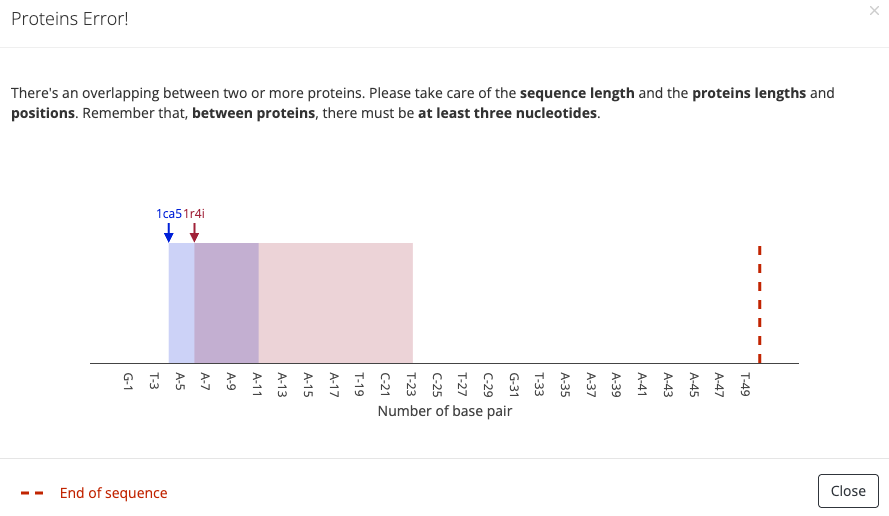 Proteins Error!
×
There's an overlapping between two or more proteins. Please take care of the sequence length and the proteins lengths and
positions. Remember that, between proteins, there must be at least three nucleotides.
1ca5 1r4i
G-1 T-3 A-5 A-7 A-9 A-11 A-13 A-15 A-17 T-19 C-21 T-23 C-25 T-27 C-29 G-31 T-33 A-35 A-37 A-39 A-41 A-43 A-45 A-47 T-49
Number of base pair
End of sequence
Close